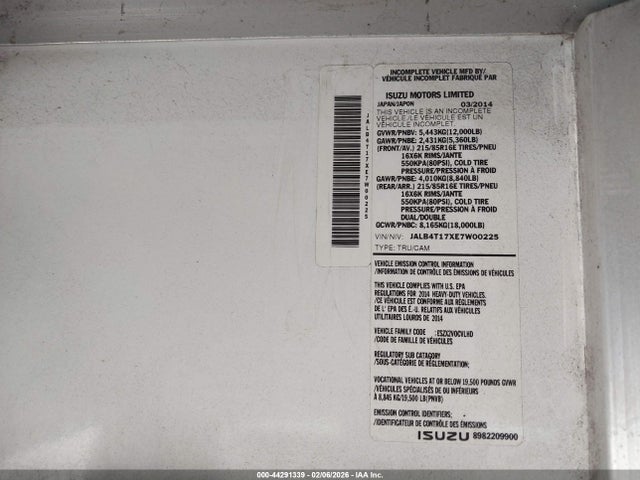 INCOMPLETE VEHICLE MFD BY/
VÉHICULE INCOMPLET FABRIQUÉ PAR
ISUZU MOTORS LIMITED
JAPAN/JAPON 03/2014
THIS VEHICLE IS AN INCOMPLETE
VEHICLE./LE VÉHICULE EST UN
VÉHICULE INCOMPLET.
GVWR/PNBV: 5,443KG(12,000LB)
GAWR/PNBE: 2,431KG(5,360LB)
(FRONT/AV.) 215/85R16E TIRES/PNEU
16X6K RIMS/JANTE
550KPA(80PSI), COLD TIRE
PRESSURE/PRESSION À FROID
GAWR/PNBE: 4,010KG(8,840LB)
(REAR/ARR.) 215/85R16E TIRES/PNEU
16X6K RIMS/JANTE
550KPA(80PSI), COLD TIRE
PRESSURE/PRESSION À FROID
DUAL/DOUBLE
GCWR/PNBC: 8,165KG(18,000LB)
VIN/NIV: JALB4T17XE7W00225
TYPE: TRU/CAM
JALB4T17XE7W00225
VEHICLE EMISSION CONTROL INFORMATION
/INFORMATION DE CONTRÔLE DES ÉMISSIONS DE VÉHICULES
THIS VEHICLE COMPLIES WITH U.S. EPA
REGULATIONS FOR 2014 HEAVY-DUTY VEHICLES.
/CE VÉHICULE EST CONFORME AUX RÈGLEMENTS
DE L' EPA DES É.-U. RELATIFS AUX VÉHICULES
UTILITAIRES LOURDS DE 2014
VEHICLE FAMILY CODE :ESZX2VOCVLHD
/CODE DE FAMILLE DE VÉHICULES
REGULATORY SUB CATAGORY
/SOUS-CATÉGORIE DE RÉGLEMENTATION;
VOCATIONAL VEHICLES AT OR BELOW 19,500 POUNDS GVWR
/VÉHICULES SPÉCIALISÉS DE OU INFÉRIEURS
À 8,845 KG/19,500 LB(PNVB)
EMISSION CONTROL IDENTIFIERS;
/IDENTIFICATEUR DE CONTRÔLE DES ÉMISSIONS
ISUZU 8982209900
000-44291339 - 02/06/2026 - IAA Inc.